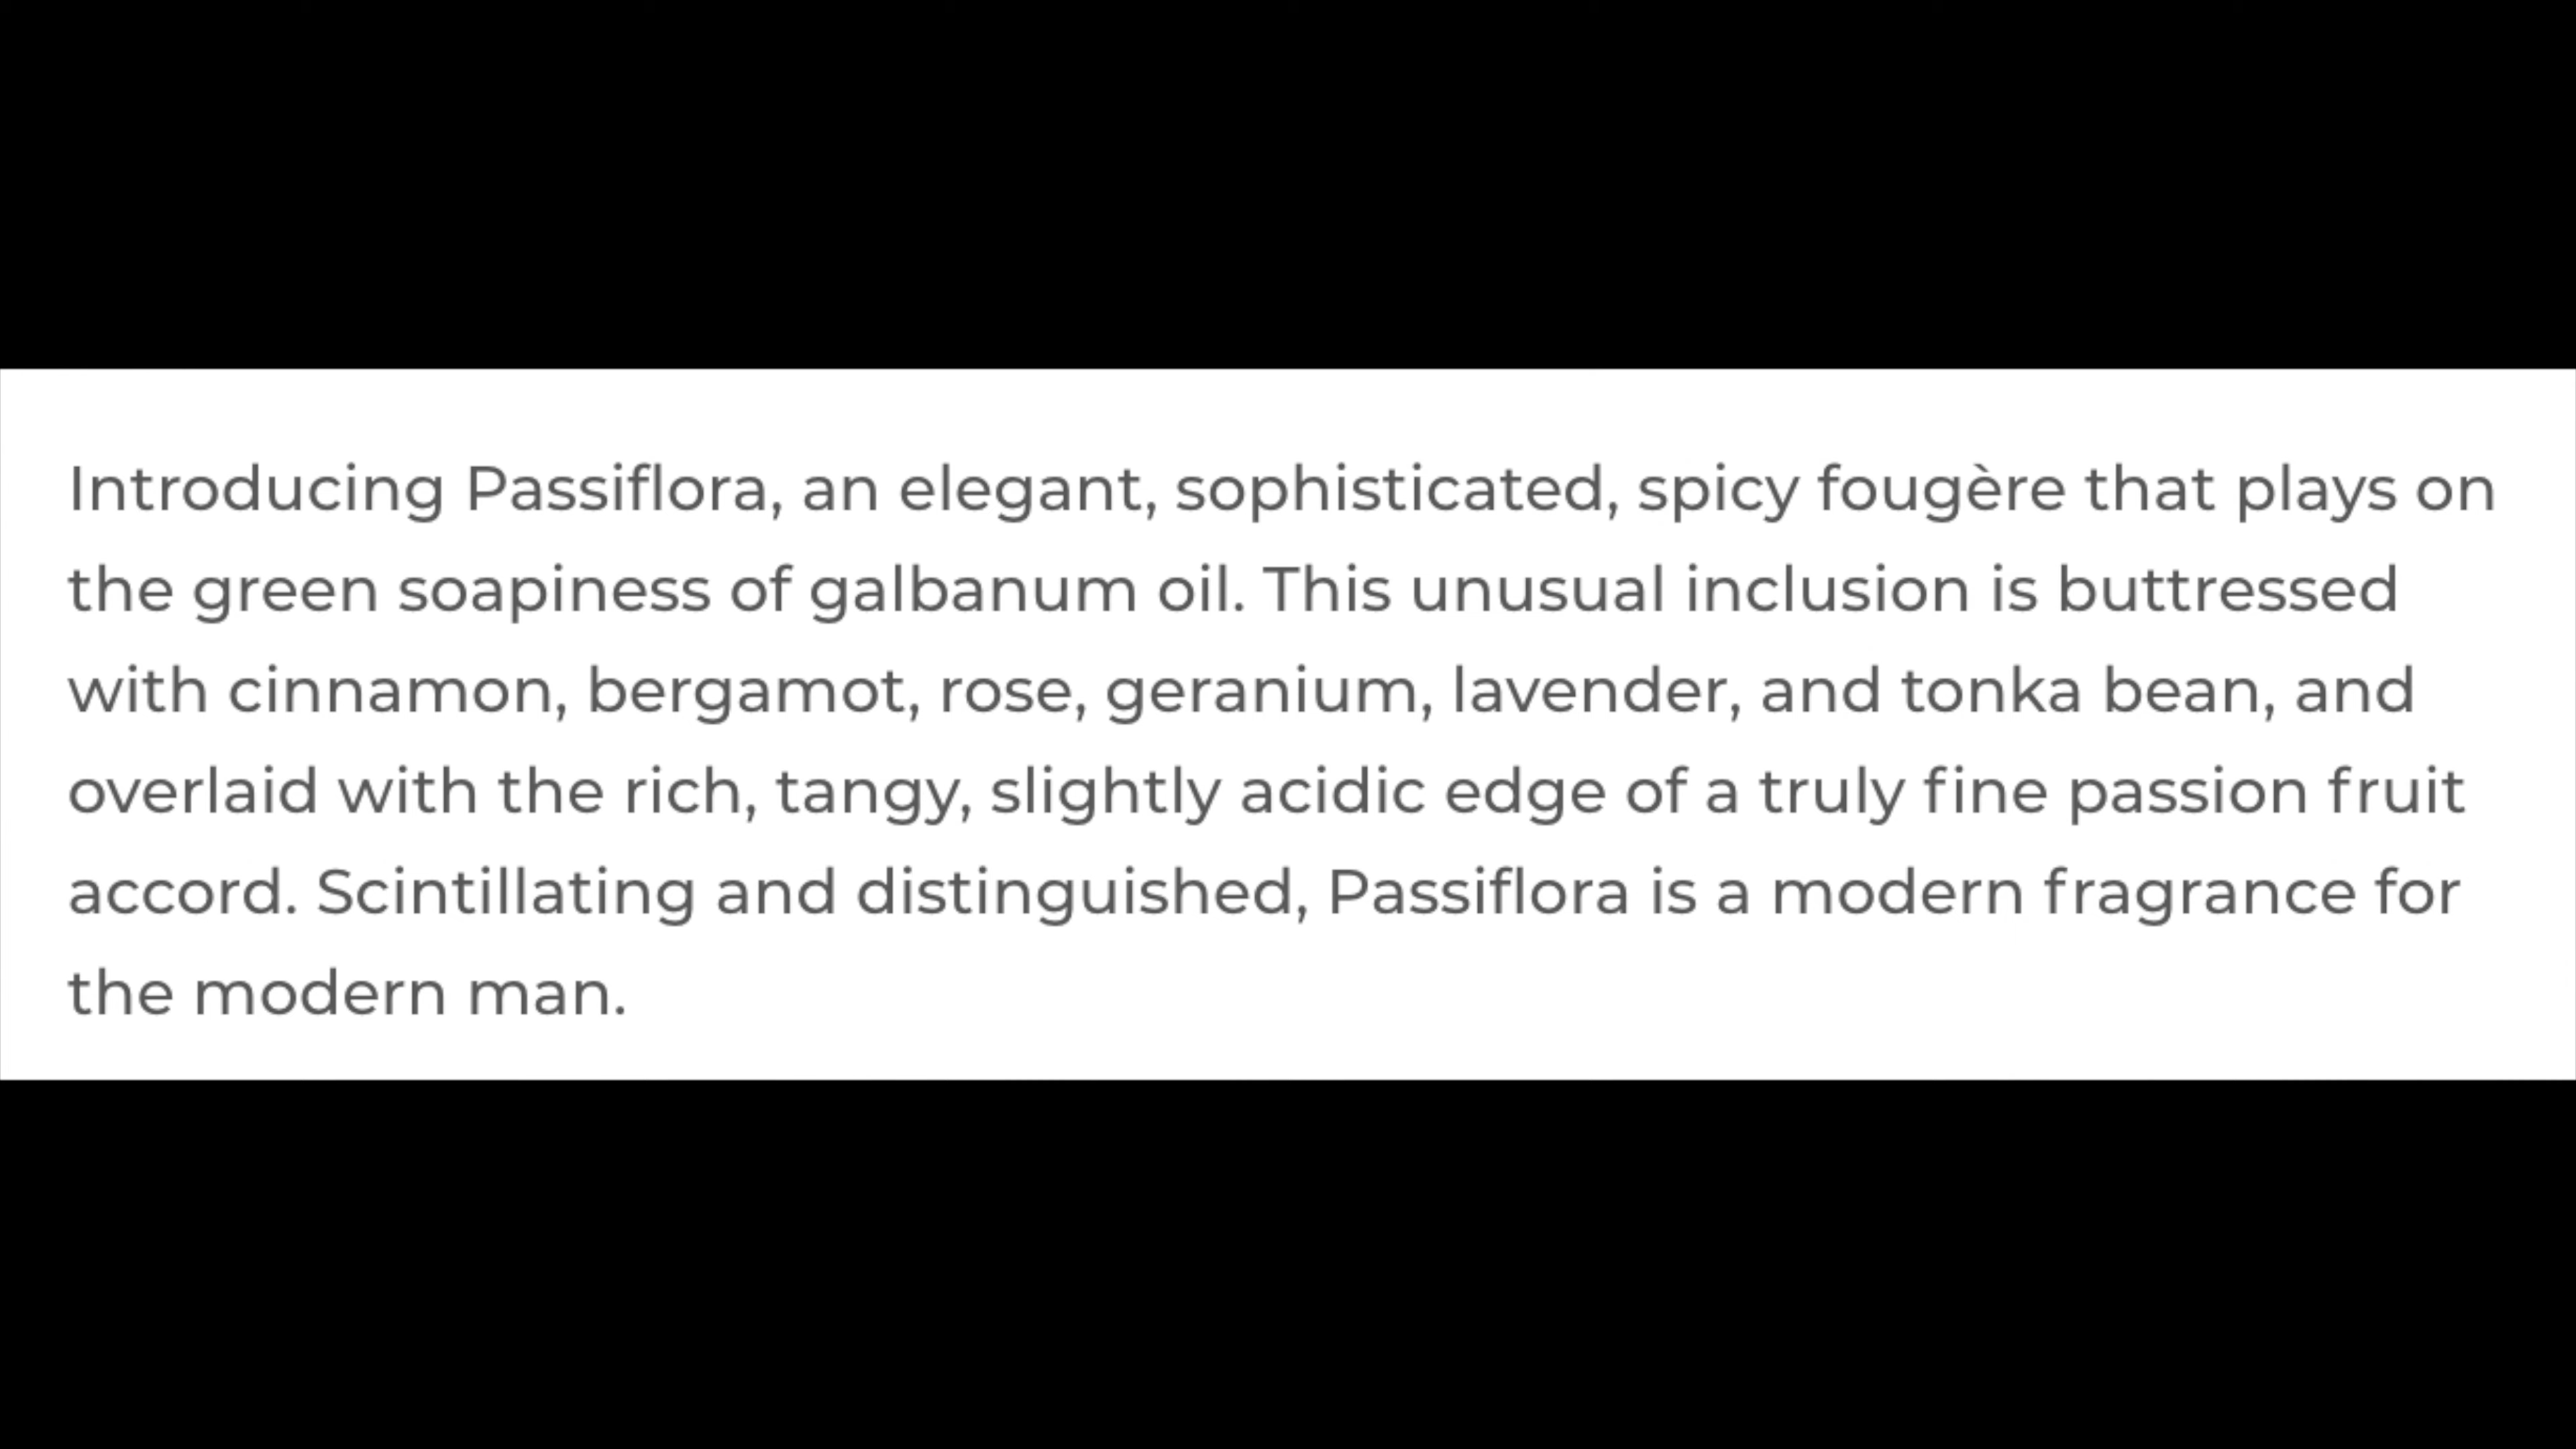 Introducing Passiflora, an elegant, sophisticated, spicy fougère that plays on
the green soapiness of galbanum oil. This unusual inclusion is buttressed
with cinnamon, bergamot, rose, geranium, lavender, and tonka bean, and
overlaid with the rich, tangy, slightly acidic edge of a truly fine passion fruit
accord. Scintillating and distinguished, Passiflora is a modern fragrance for
the modern man.